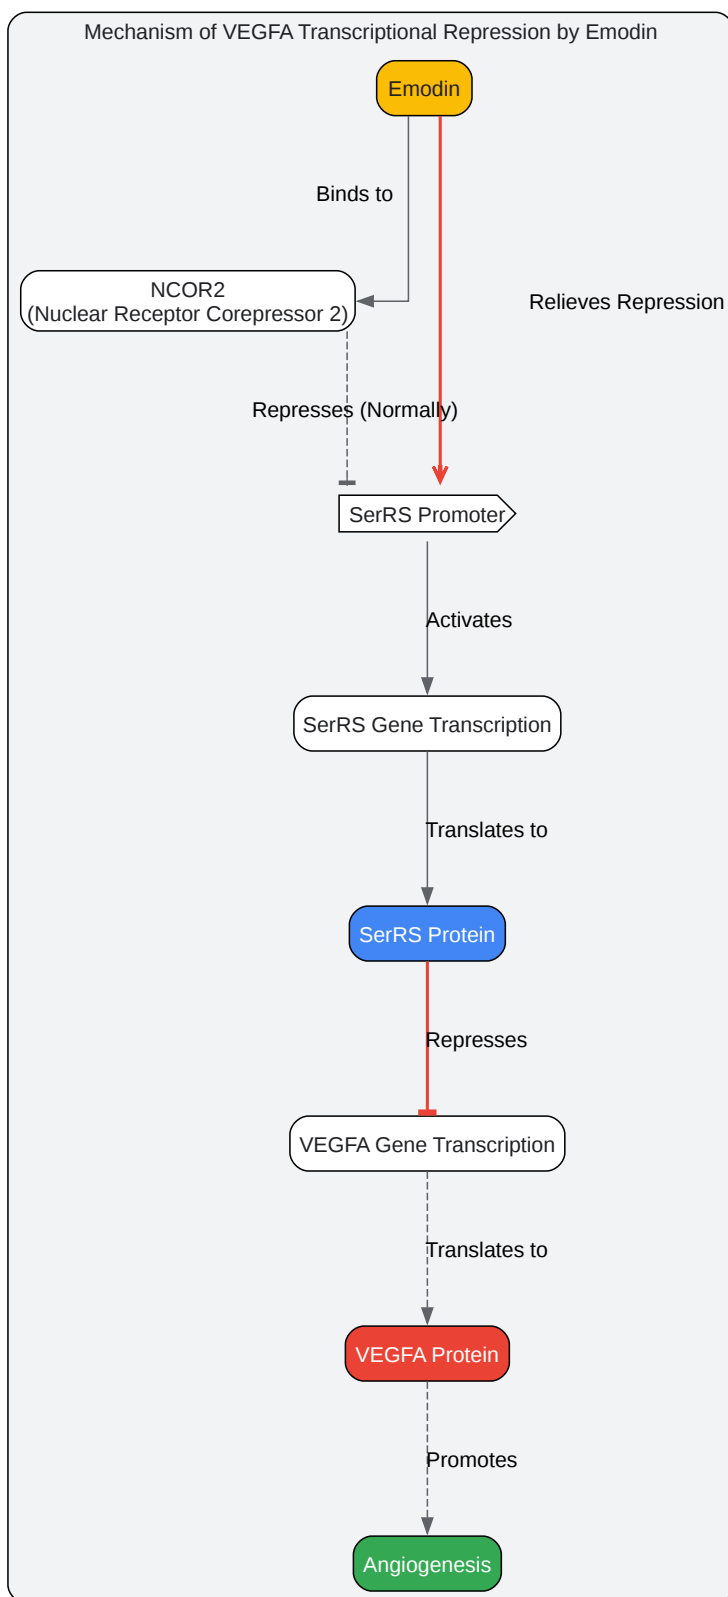 Mechanism of VEGFA Transcriptional Repression by Emodin
Emodin
Binds to
NCOR2
(Nuclear Receptor Corepressor 2)
Relieves Repression
Represses (Normally)
SerRS Promoter
Activates
SerRS Gene Transcription
Translates to
SerRS Protein
Represses
VEGFA Gene Transcription
Translates to
VEGFA Protein
Promotes
Angiogenesis